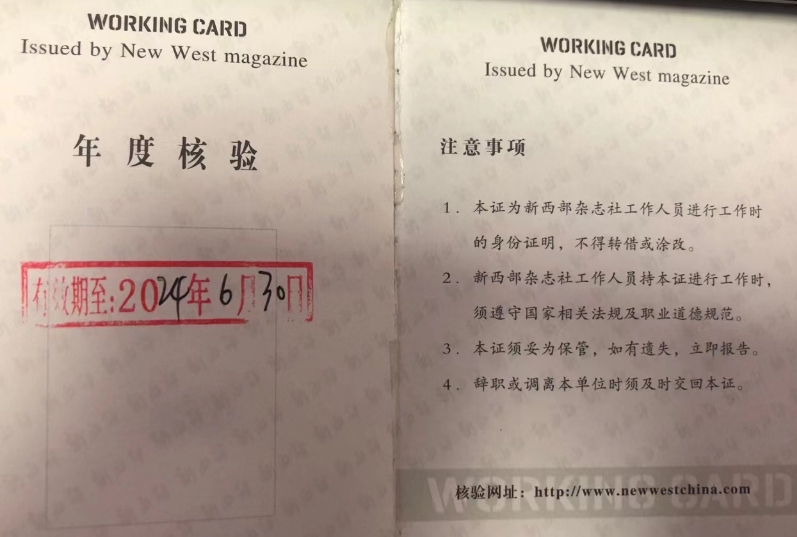 WORKING CARD
Issued by New West magazine
年度核验
有效期至:2024年6月30日
WORKING CARD
Issued by New West magazine
注意事项
1. 本证为新西部杂志社工作人员进行工作时
的身份证明，不得转借或涂改。
2. 新西部杂志社工作人员持本证进行工作时，
须遵守国家相关法规及职业道德规范。
3. 本证须妥为保管，如有遗失，立即报告。
4. 辞职或调离本单位时须及时交回本证。
WORKING CARD
核验网址：http://www.newwestchina.com